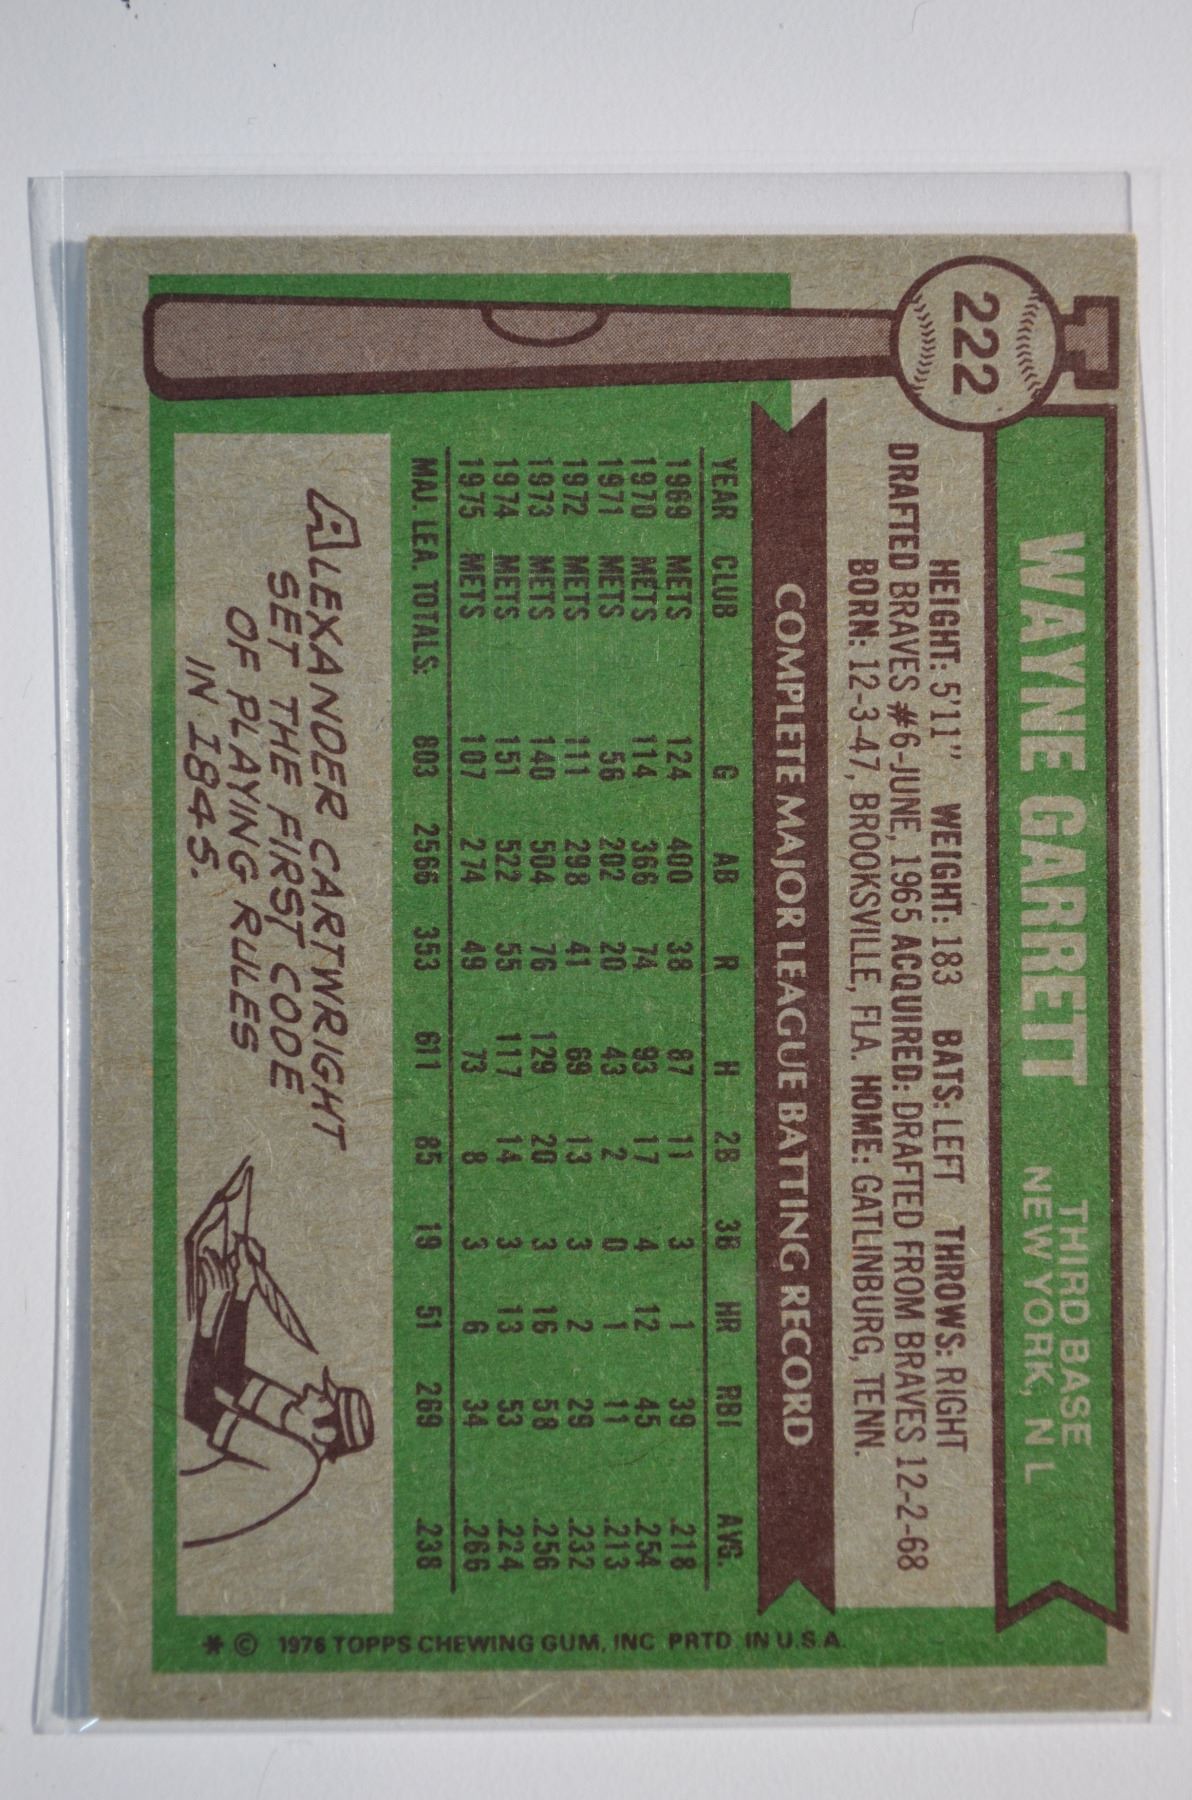 222
WAYNE GARRETT
THIRD BASE
NEW YORK, N L
HEIGHT: 5'11" WEIGHT: 183 BATS: LEFT THROWS: RIGHT
DRAFTED BRAVES #6-JUNE, 1965 ACQUIRED: DRAFTED FROM BRAVES 12-2-68
BORN: 12-3-47, BROOKSVILLE, FLA. HOME: GATLINBURG, TENN.
COMPLETE MAJOR LEAGUE BATTING RECORD
YEAR CLUB G AB R H 2B 3B HR RBI AVG.
1969 METS 124 400 38 87 11 3 1 39 .218
1970 METS 114 366 74 93 17 4 12 45 .254
1971 METS 56 202 20 43 2 0 1 11 .213
1972 METS 111 298 41 69 13 3 2 29 .232
1973 METS 140 504 76 129 20 3 16 58 .256
1974 METS 151 522 55 117 14 3 13 53 .224
1975 METS 107 274 49 73 8 3 6 34 .266
MAJ. LEA. TOTALS: 803 2566 353 611 85 19 51 269 .238
ALEXANDER CARTWRIGHT
SET THE FIRST CODE
OF PLAYING RULES
IN 1845.
* © 1976 TOPPS CHEWING GUM, INC PRTD. IN U.S.A.